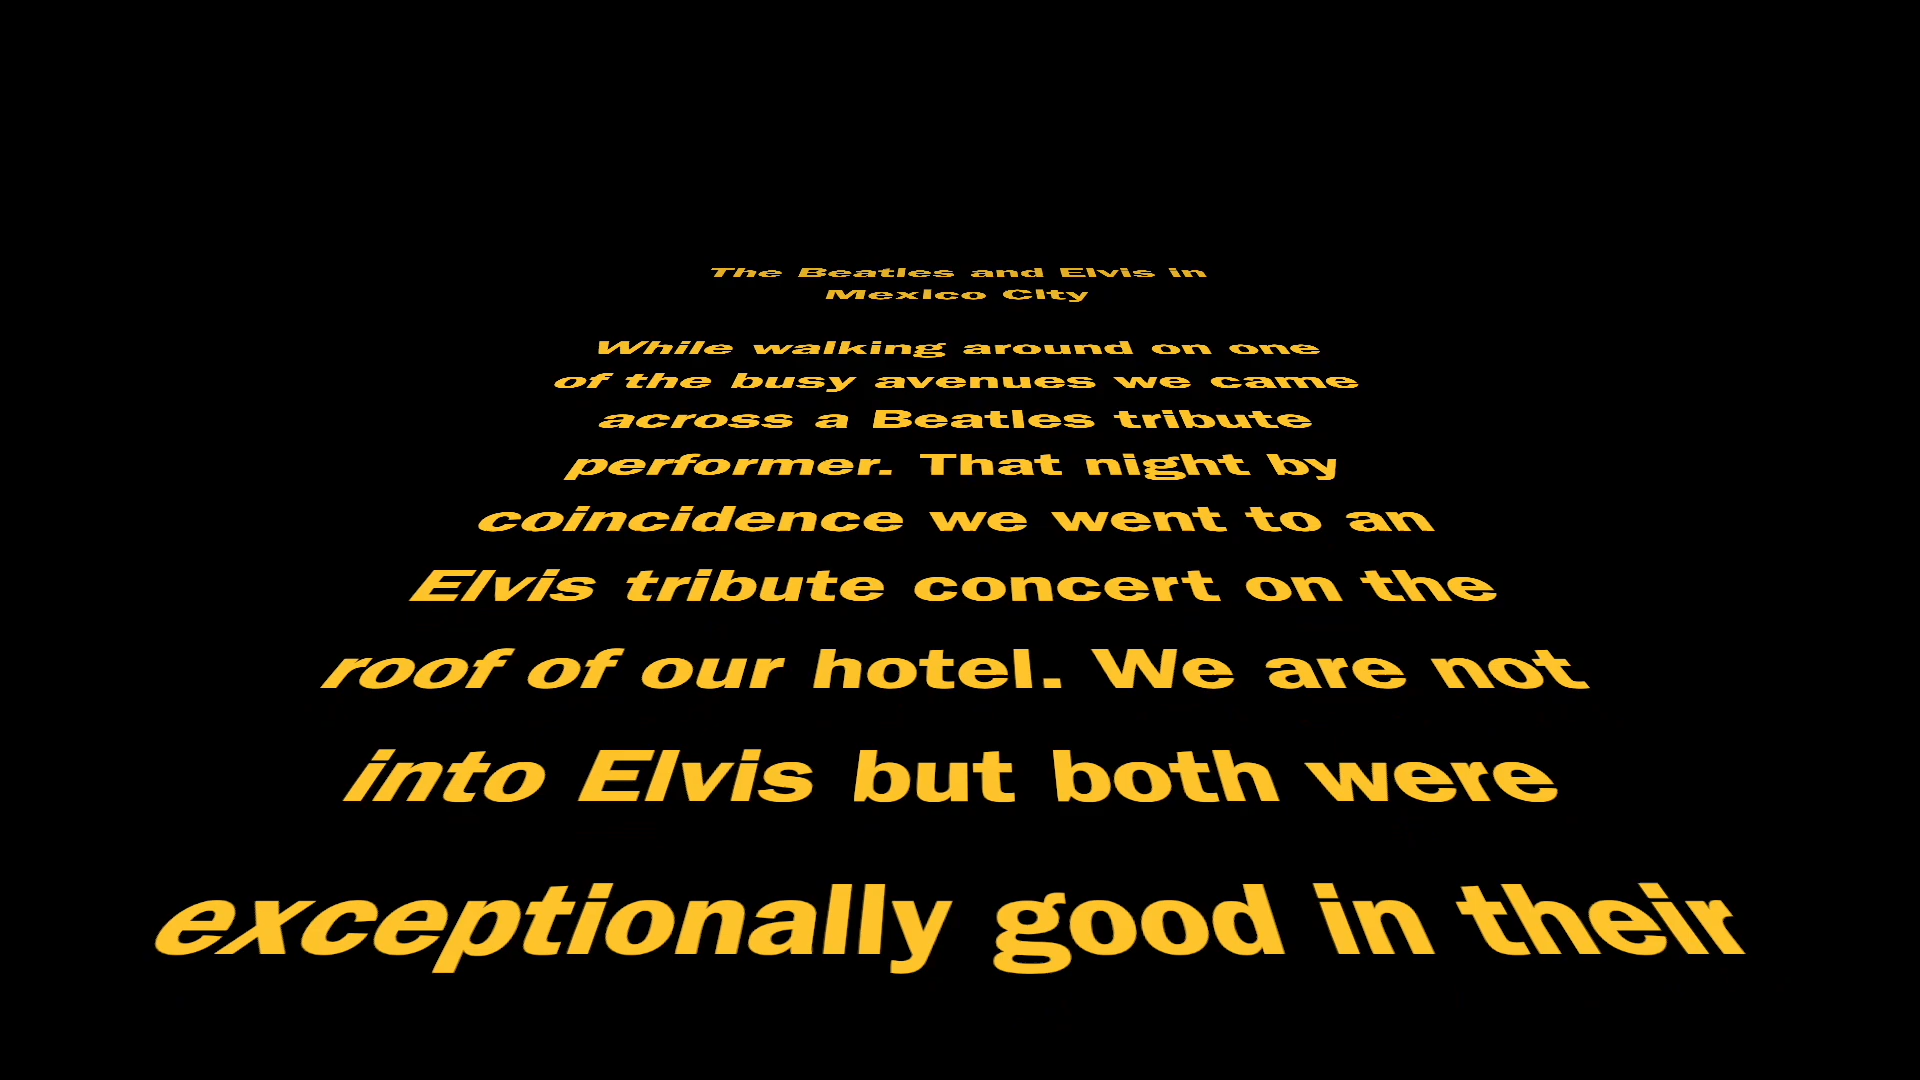 The Beatles and Elvis in
Mexico City
While walking around on one
of the busy avenues we came
across a Beatles tribute
performer. That night by
coincidence we went to an
Elvis tribute concert on the
roof of our hotel. We are not
into Elvis but both were
exceptionally good in their